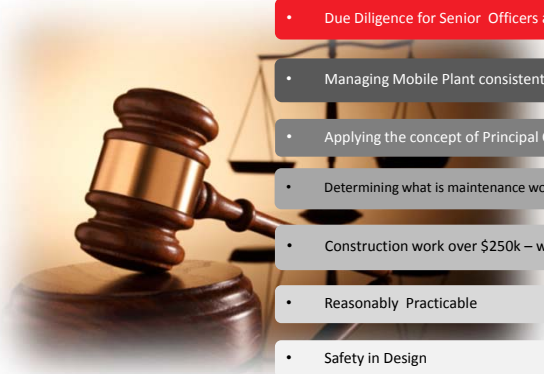 • Due Diligence for Senior Officers a
• Managing Mobile Plant consistent
• Applying the concept of Principal
• Determining what is maintenance wo
• Construction work over $250k – w
• Reasonably Practicable
• Safety in Design